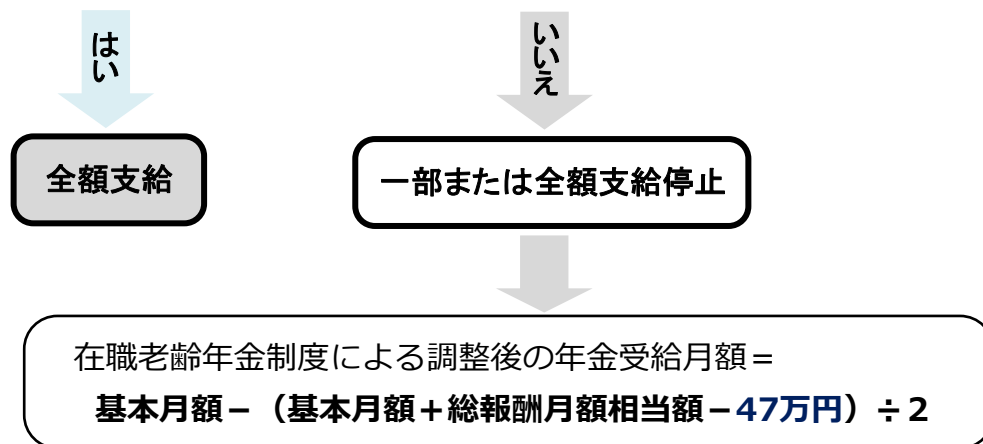 はい
いいえ
全額支給
一部または全額支給停止
在職老齢年金制度による調整後の年金受給月額＝
基本月額－（基本月額＋総報酬月額相当額－47万円）÷２